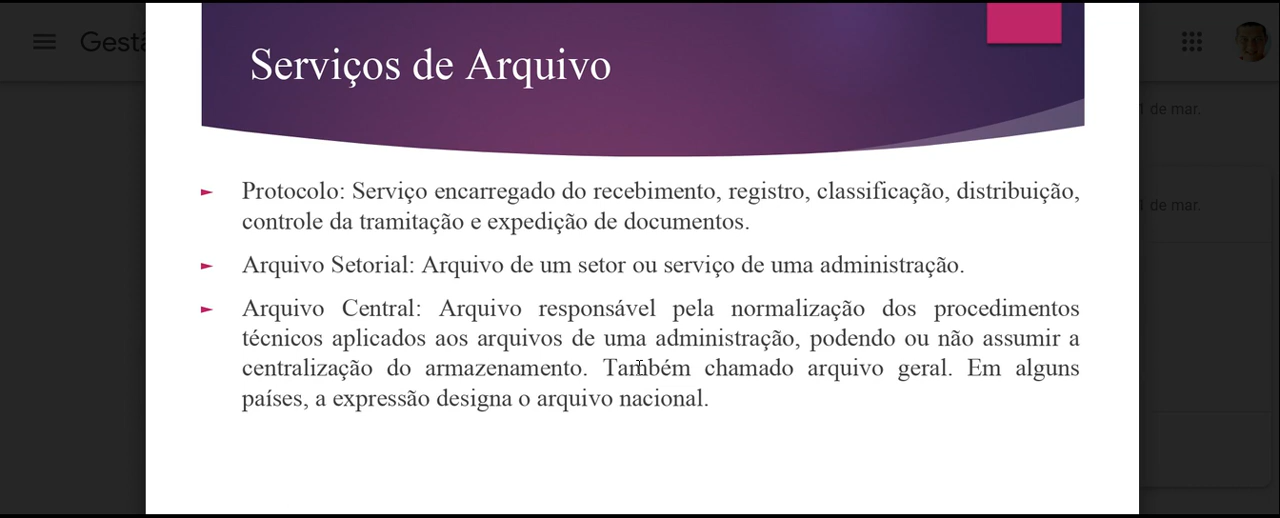 Gestã
Serviços de Arquivo
1 de mar.
Protocolo: Serviço encarregado do recebimento, registro, classificação, distribuição,
controle da tramitação e expedição de documentos.
1 de mar.
Arquivo Setorial: Arquivo de um setor ou serviço de uma administração.
Arquivo Central: Arquivo responsável pela normalização dos procedimentos
técnicos aplicados aos arquivos de uma administração, podendo ou não assumir a
centralização do armazenamento. Também chamado arquivo geral. Em alguns
países, a expressão designa o arquivo nacional.